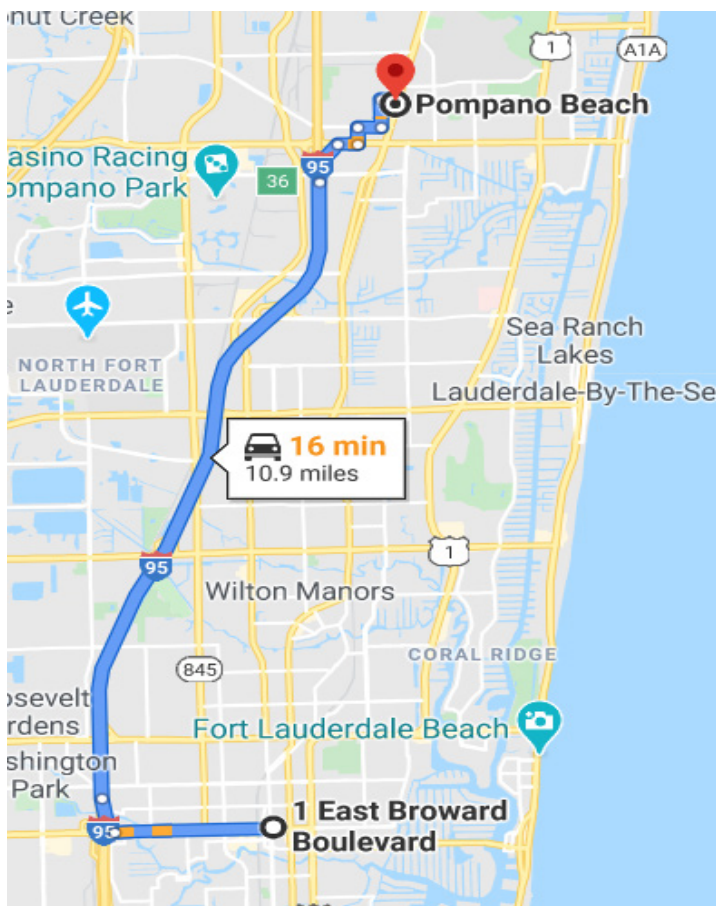 onut Creek
1
A1A
Pompano Beach
asino Racing
ompano Park
95
36
Sea Ranch
Lakes
NORTH FORT
LAUDERDALE
Lauderdale-By-The-Se
16 min
10.9 miles
1
95
Wilton Manors
CORAL RIDGE
845
osevelt
rdens
Fort Lauderdale Beach
shington
Park
1 East Broward
Boulevard
95